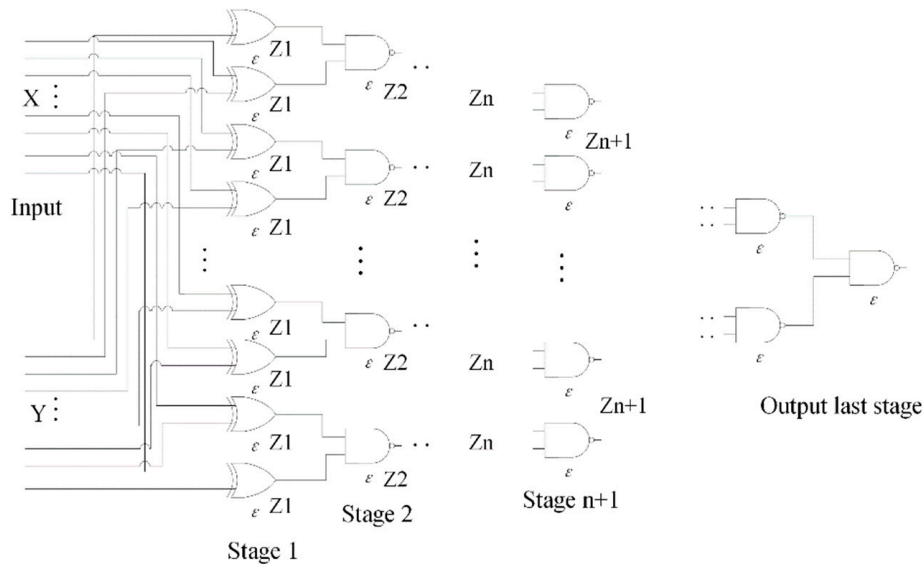 Z1
ε
Z2
ε
X
Z1
ε
Zn
ε
Zn+1
Z1
ε
Zn
Z2
ε
Input
Z1
ε
ε
ε
Z1
ε
ε
Z2
ε
Z1
ε
ε
Zn
ε
Zn+1
Y
Z1
ε
Output last stage
Z2
ε
Zn
ε
Z1
ε
Stage 2
Stage n+1
Stage 1